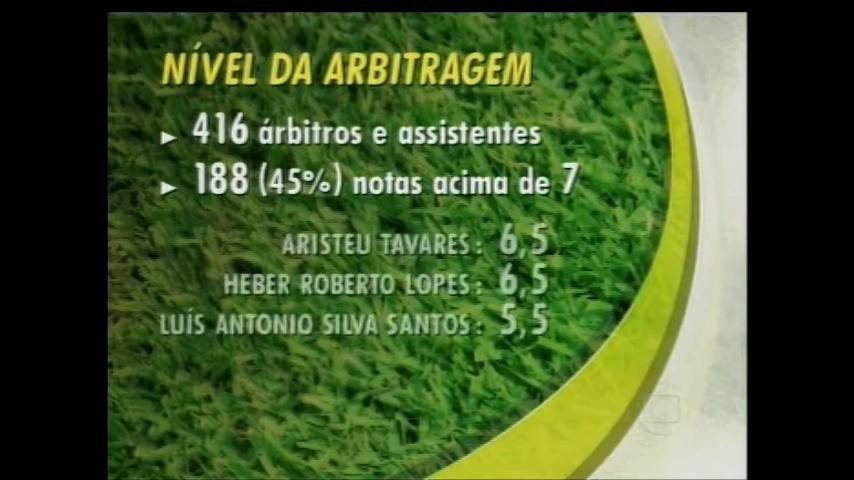 NÍVEL DA ARBITRAGEM
► 416 árbitros e assistentes
► 188 (45%) notas acima de 7
ARISTEU TAVARES: 6,5
HEBER ROBERTO LOPES: 6,5
LUÍS ANTONIO SILVA SANTOS: 5,5